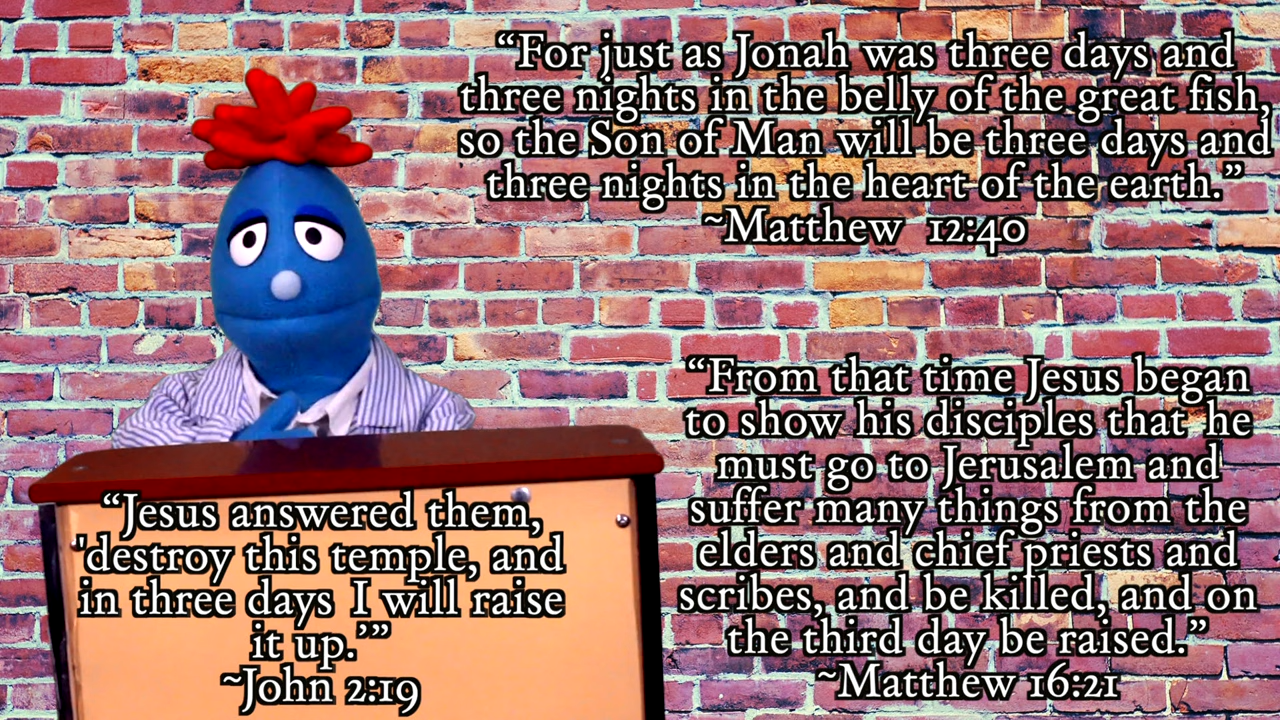 “For just as Jonah was three days and
three nights in the belly of the great fish,
so the Son of Man will be three days and
three nights in the heart of the earth.”
~Matthew 12:40
“From that time Jesus began
to show his disciples that he
must go to Jerusalem and
suffer many things from the
elders and chief priests and
scribes, and be killed, and on
the third day be raised.”
~Matthew 16:21
“Jesus answered them,
'destroy this temple, and
in three days I will raise
it up.’”
~John 2:19